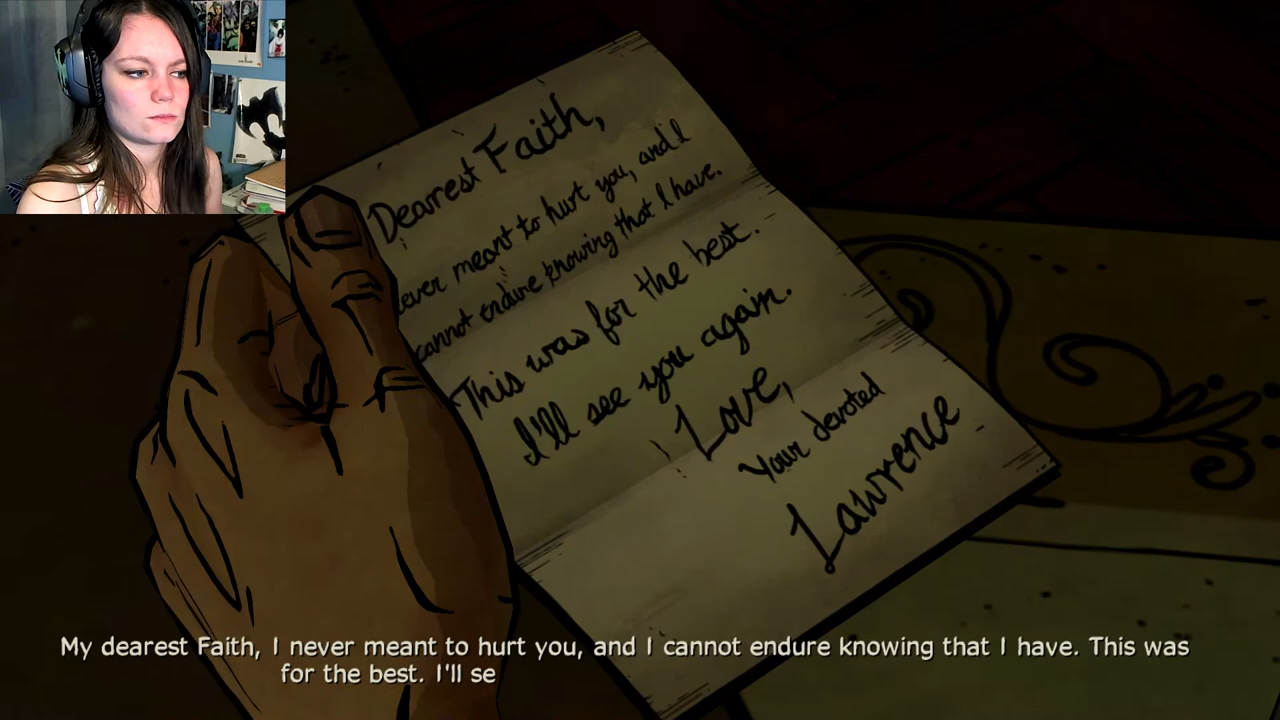 Dearest Faith,
never meant to hurt you, and I
cannot endure knowing that I have.
This was for the best.
I'll see you again.
Love,
Your devoted
Lawrence
My dearest Faith, I never meant to hurt you, and I cannot endure knowing that I have. This was
for the best. I'll se